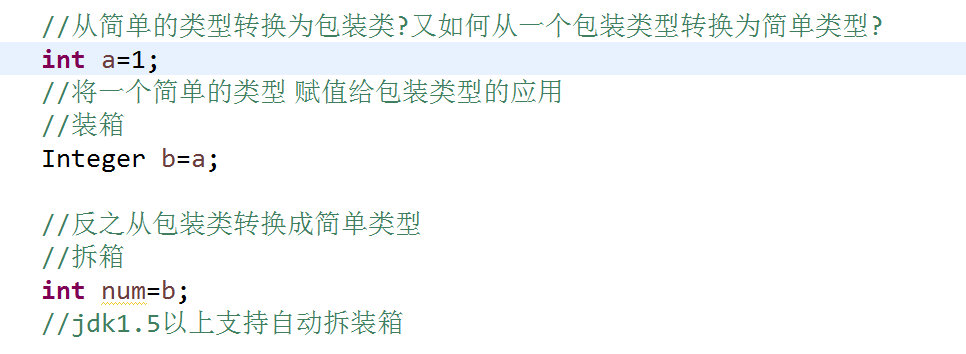 //从简单的类型转换为包装类?又如何从一个包装类型转换为简单类型?
int a=1;
//将一个简单的类型 赋值给包装类型的应用
//装箱
Integer b=a;
//反之从包装类转换成简单类型
//拆箱
int num=b;
//jdk1.5以上支持自动拆装箱